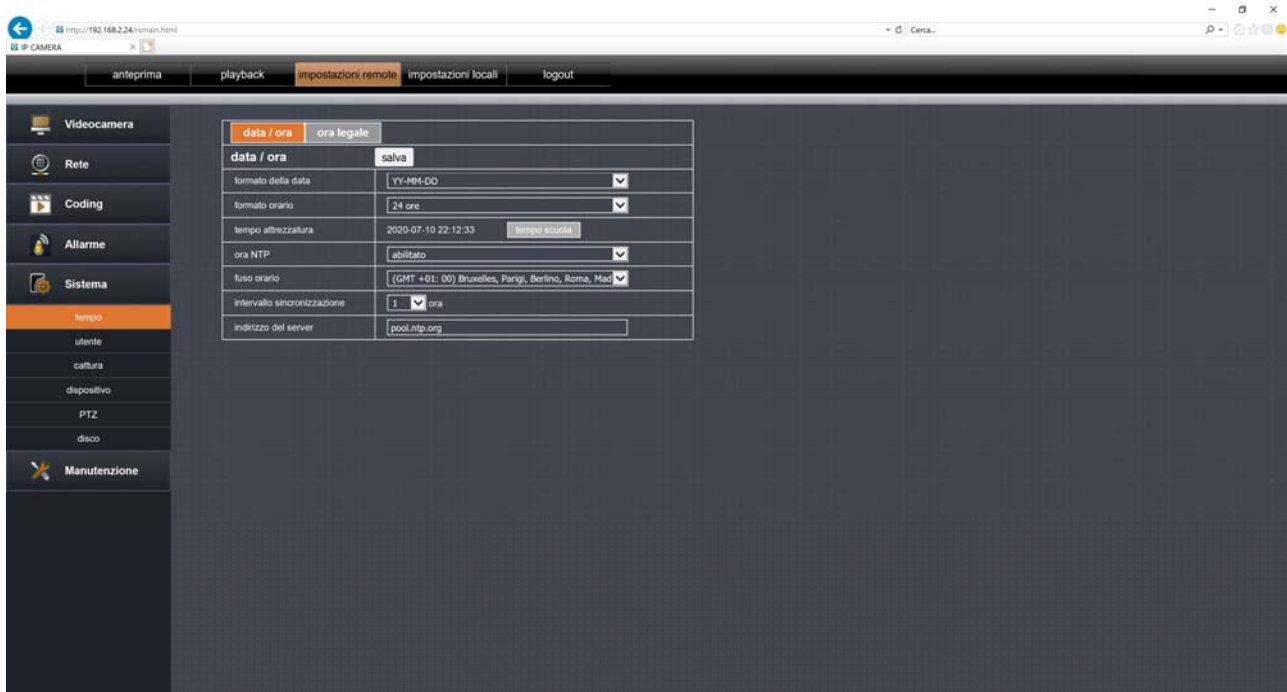 http://192.168.2.24/rsmain.html
Cerca...
IP CAMERA
anteprima playback impostazioni remote impostazioni locali logout
Videocamera
Rete
Coding
Allarme
Sistema
tempo
utente
cattura
dispositivo
PTZ
disco
Manutenzione
data / ora ora legale
data / ora salva
formato della data YY-MM-DD
formato orario 24 ore
tempo attrezzatura 2020-07-10 22:12:33 tempo scuola
ora NTP abilitato
fuso orario (GMT +01: 00) Bruxelles, Parigi, Berlino, Roma, Mad
intervallo sincronizzazione 1 ora
indirizzo del server pool.ntp.org